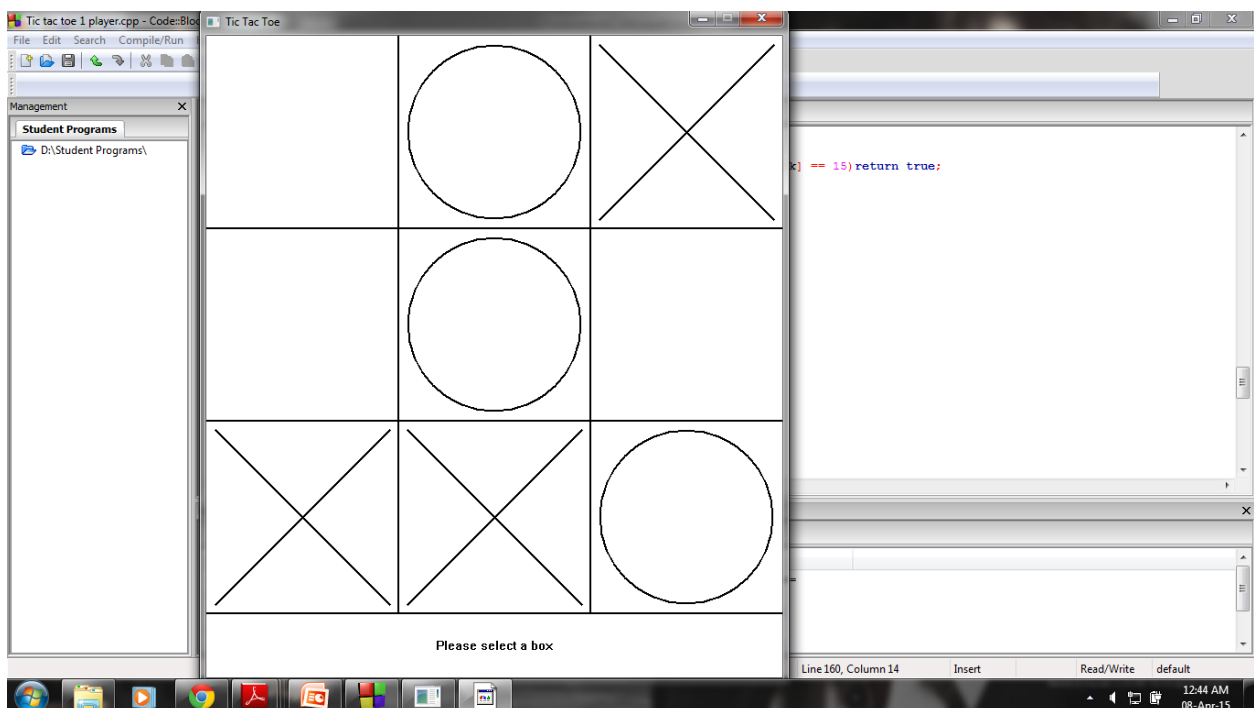 Tic tac toe 1 player.cpp - Code::Bloc
Tic Tac Toe
File Edit Search Compile/Run
Management X
Student Programs
D:\Student Programs\
k] == 15)return true;
=
Please select a box
Line 160, Column 14 Insert Read/Write default
12:44 AM
08-Apr-15